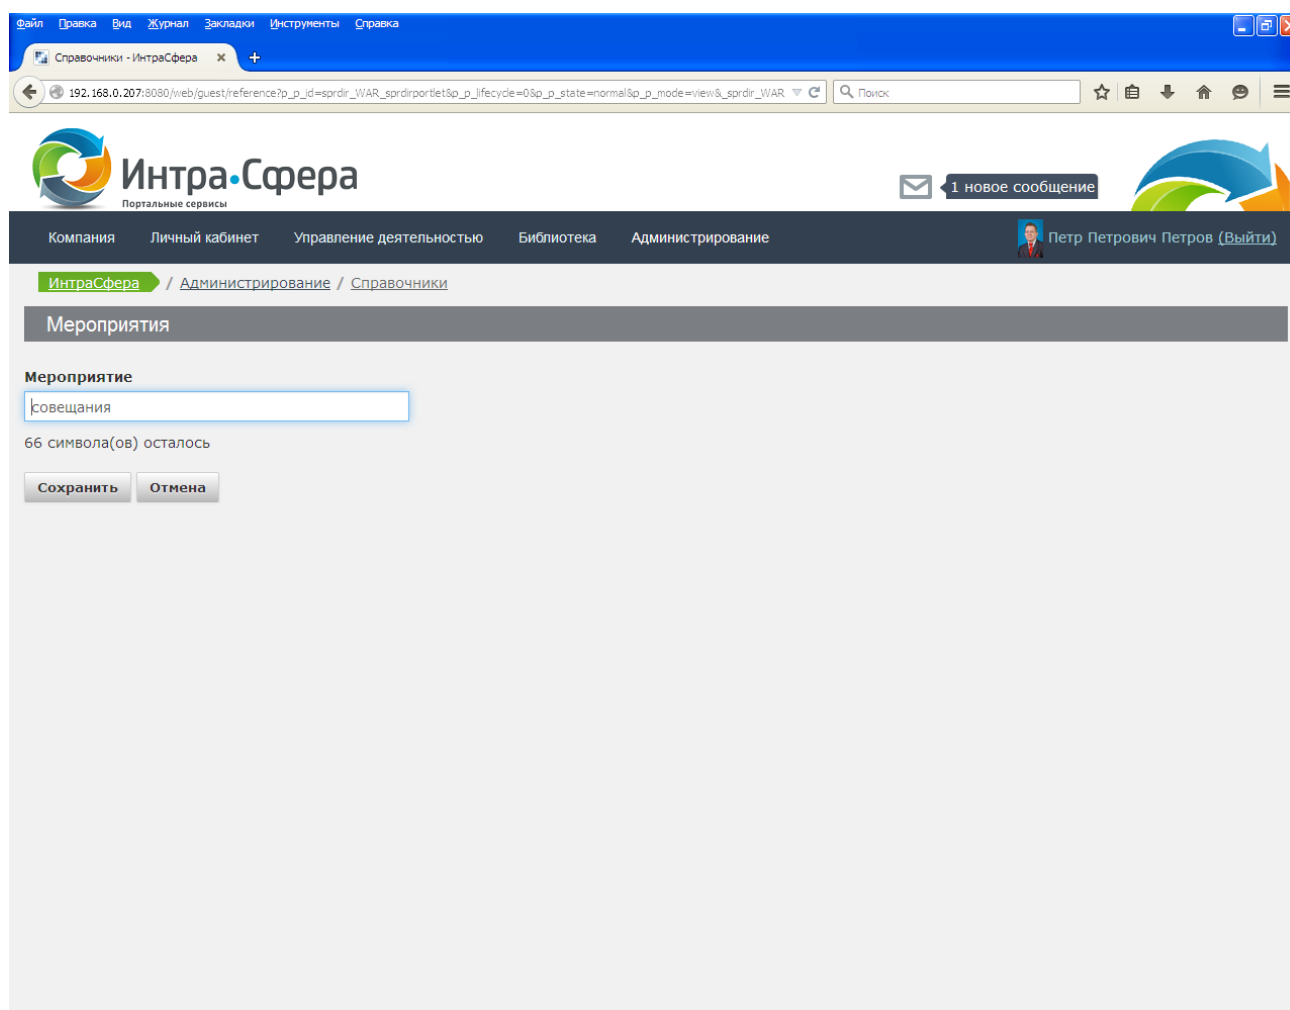 Файл Правка Вид Журнал Закладки Инструменты Справка
Справочники - ИнтраСфера
192.168.0.207:8080/web/guest/reference?p_p_id=sprdir_WAR_sprdirportlet&p_p_lifecycle=0&p_p_state=normal&p_p_mode=view&_sprdir_WAR
Поиск
Интра•Сфера
Портальные сервисы
1 новое сообщение
Компания Личный кабинет Управление деятельностью Библиотека Администрирование Петр Петрович Петров (Выйти)
ИнтраСфера / Администрирование / Справочники
Мероприятия
Мероприятие
совещания
66 символа(ов) осталось
Сохранить Отмена